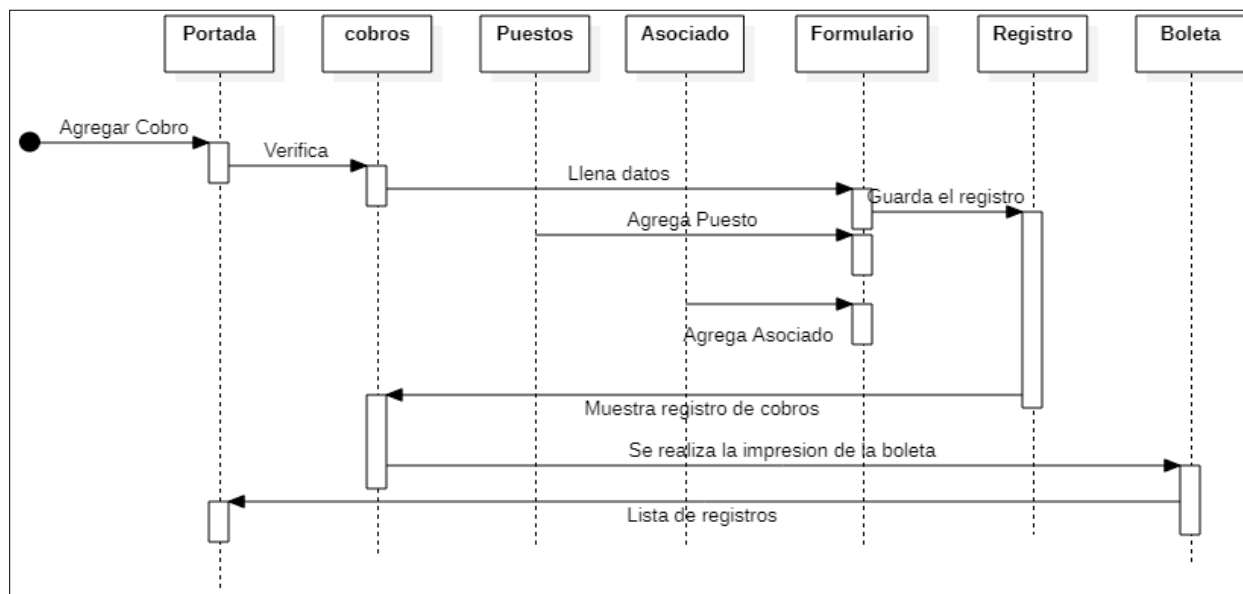 Portada
cobros
Puestos
Asociado
Formulario
Registro
Boleta
Agregar Cobro
Verifica
Llena datos
Guarda el registro
Agrega Puesto
Agrega Asociado
Muestra registro de cobros
Se realiza la impresion de la boleta
Lista de registros